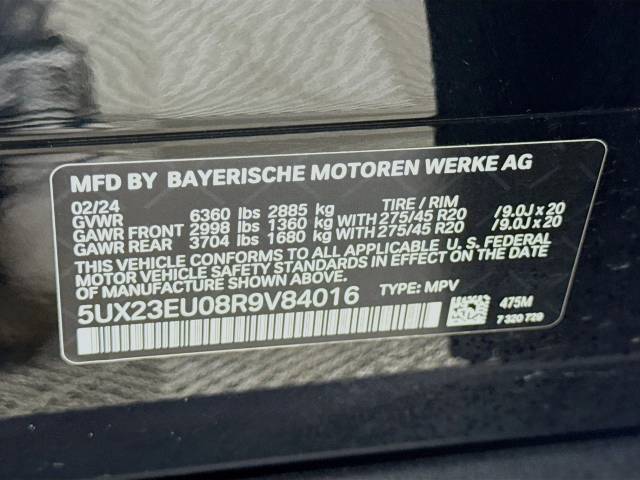 MFD BY BAYERISCHE MOTOREN WERKE AG
02/24 TIRE / RIM
GVWR 6360 lbs 2885 kg
GAWR FRONT 2998 lbs 1360 kg WITH 275/45 R20 /9.0J x 20
GAWR REAR 3704 lbs 1680 kg WITH 275/45 R20 /9.0J x 20
THIS VEHICLE CONFORMS TO ALL APPLICABLE U. S. FEDERAL
MOTOR VEHICLE SAFETY STANDARDS IN EFFECT ON THE DATE
OF MANUFACTURE SHOWN ABOVE.
5UX23EU08R9V84016 TYPE: MPV
475M
7 320 729